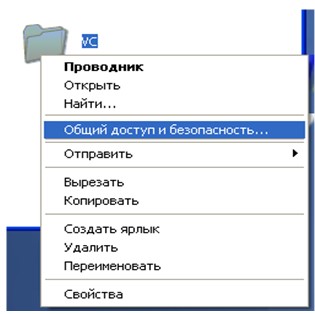 VC
Проводник
Открыть
Найти...
Общий доступ и безопасность...
Отправить
Вырезать
Копировать
Создать ярлык
Удалить
Переименовать
Свойства